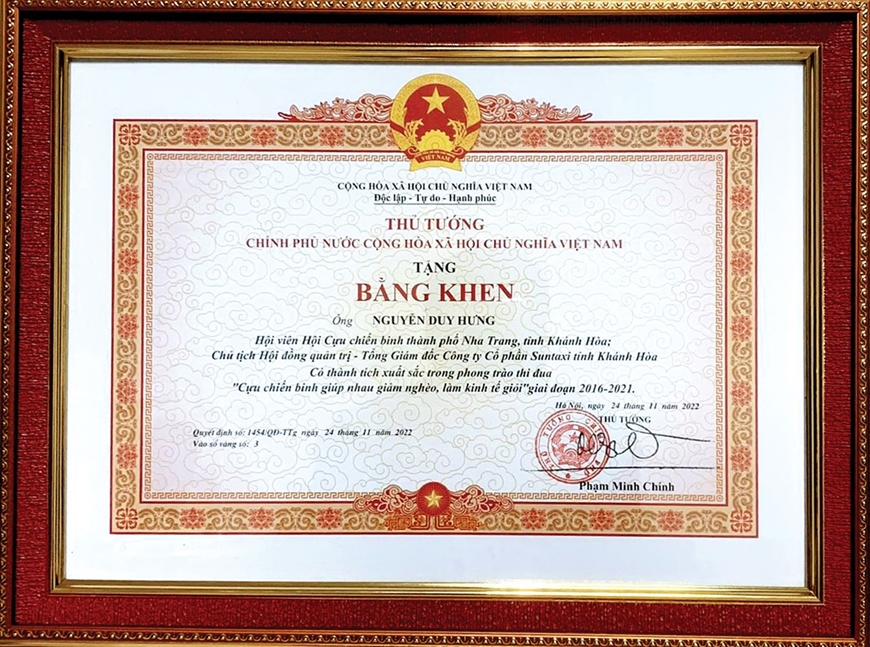 VIỆT NAM
CỘNG HÒA XÃ HỘI CHỦ NGHĨA VIỆT NAM
Độc lập - Tự do - Hạnh phúc
THỦ TƯỚNG
CHÍNH PHỦ NƯỚC CỘNG HÒA XÃ HỘI CHỦ NGHĨA VIỆT NAM
TẶNG
BẰNG KHEN
Ông NGUYỄN DUY HƯNG
Hội viên Hội Cựu chiến binh thành phố Nha Trang, tỉnh Khánh Hòa;
Chủ tịch Hội đồng quản trị - Tổng Giám đốc Công ty Cổ phần Suntaxi tỉnh Khánh Hòa
Có thành tích xuất sắc trong phong trào thi đua
"Cựu chiến binh giúp nhau giảm nghèo, làm kinh tế giỏi"giai đoạn 2016-2021.
Hà Nội, ngày 24 tháng 11 năm 2022
THỦ TƯỚNG
Quyết định số: 1454/QĐ-TTg ngày 24 tháng 11 năm 2022
Vào sổ vàng số: 3
THỦ TƯỚNG CHÍNH PHỦ
Phạm Minh Chính